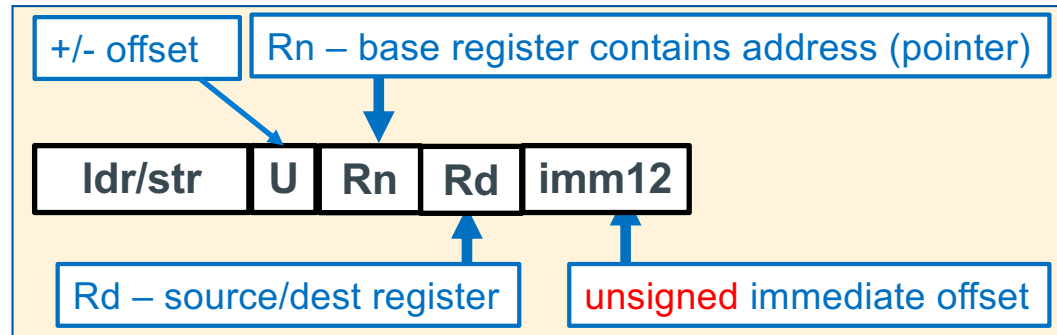 +/- offset
Rn – base register contains address (pointer)
ldr/str U Rn Rd imm12
Rd – source/dest register
unsigned immediate offset